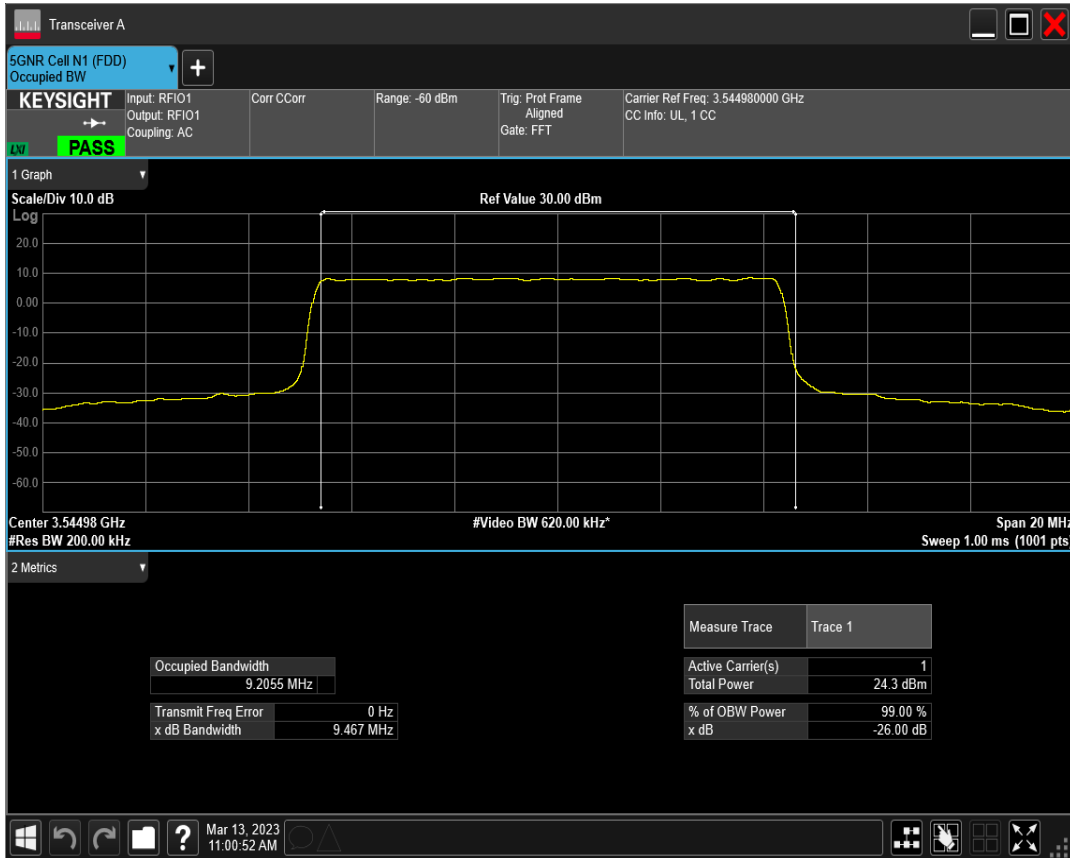 Transceiver A
5GNR Cell N1 (FDD)
Occupied BW
+
KEYSIGHT
LXI
PASS
Input: RFIO1
Output: RFIO1
Coupling: AC
Corr CCorr
Range: -60 dBm
Trig: Prot Frame
Aligned
Gate: FFT
Carrier Ref Freq: 3.544980000 GHz
CC Info: UL, 1 CC
1 Graph
Scale/Div 10.0 dB
Ref Value 30.00 dBm
Log
20.0
10.0
0.00
-10.0
-20.0
-30.0
-40.0
-50.0
-60.0
Center 3.54498 GHz
#Video BW 620.00 kHz*
Span 20 MHz
#Res BW 200.00 kHz
Sweep 1.00 ms (1001 pts)
2 Metrics
Measure Trace Trace 1
Occupied Bandwidth
9.2055 MHz
Active Carrier(s) 1
Total Power 24.3 dBm
Transmit Freq Error 0 Hz
x dB Bandwidth 9.467 MHz
% of OBW Power 99.00 %
x dB -26.00 dB
?
Mar 13, 2023
11:00:52 AM